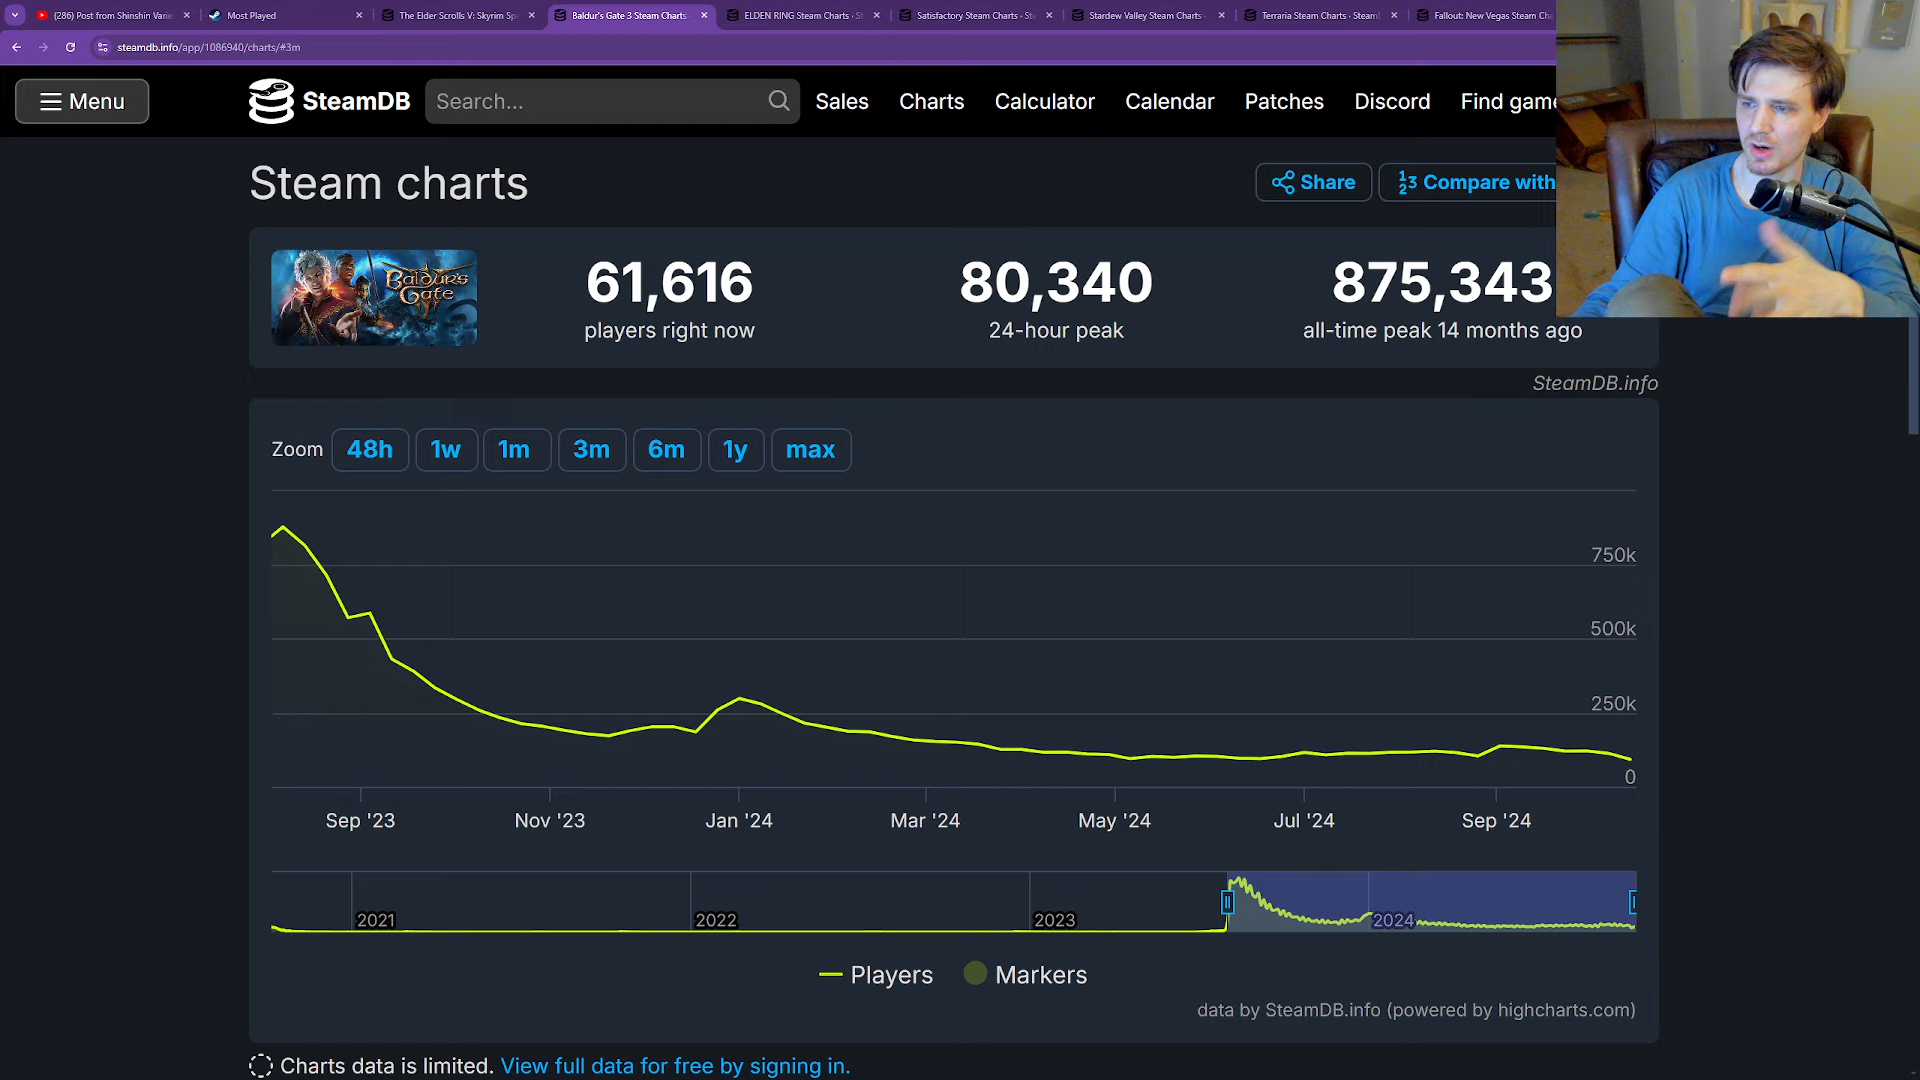 (286) Post from Shinshin Varie
Most Played
The Elder Scrolls V: Skyrim Sp
Baldur's Gate 3 Steam Charts
ELDEN RING Steam Charts · S
Satisfactory Steam Charts · Ste
Stardew Valley Steam Charts ·
Terraria Steam Charts · SteamD
Fallout: New Vegas Steam Cha
steamdb.info/app/1086940/charts/#3m
Menu
SteamDB
Search...
Sales
Charts
Calculator
Calendar
Patches
Discord
Find game
Steam charts
Share
Compare with
BALDUR'S GATE
61,616
players right now
80,340
24-hour peak
875,343
all-time peak 14 months ago
SteamDB.info
Zoom
48h
1w
1m
3m
6m
1y
max
750k
500k
250k
0
Sep '23
Nov '23
Jan '24
Mar '24
May '24
Jul '24
Sep '24
2021
2022
2023
2024
Players
Markers
data by SteamDB.info (powered by highcharts.com)
Charts data is limited. View full data for free by signing in.